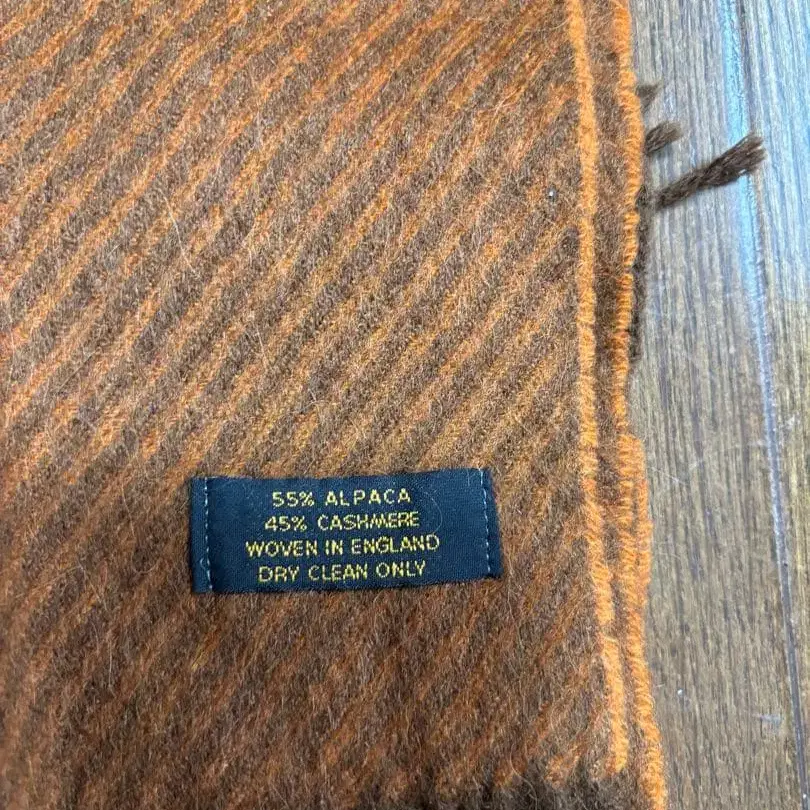 55% ALPACA
45% CASHMERE
WOVEN IN ENGLAND
DRY CLEAN ONLY